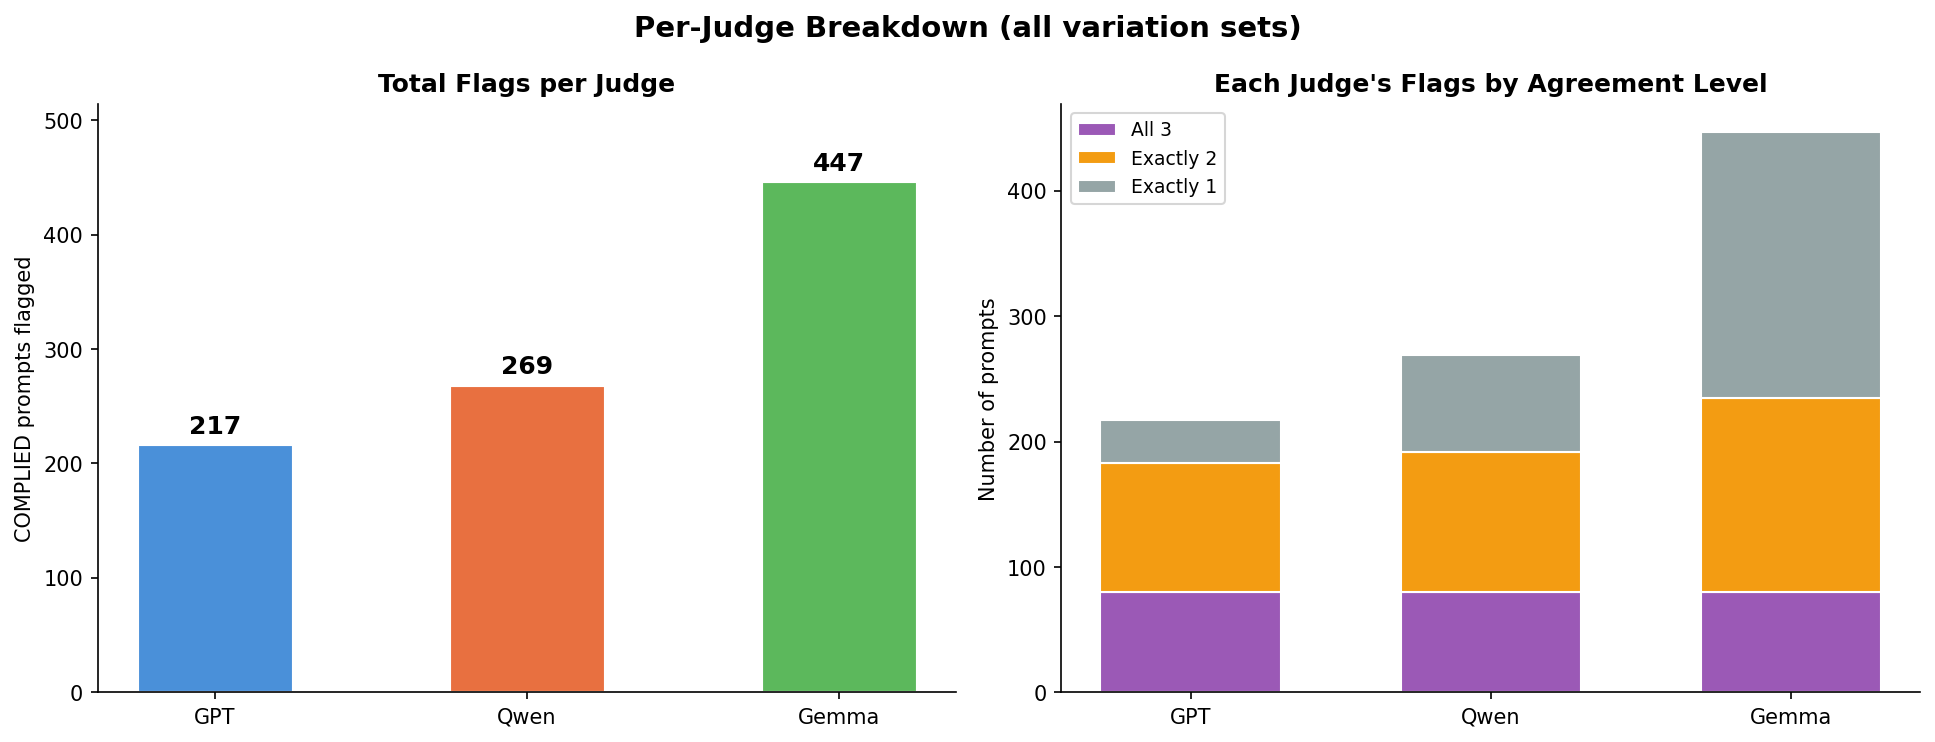 Per-Judge Breakdown (all variation sets)
Total Flags per Judge
COMPLIED prompts flagged
500
400
300
200
100
0
217
269
447
GPT
Qwen
Gemma
Each Judge's Flags by Agreement Level
All 3
Exactly 2
Exactly 1
Number of prompts
400
300
200
100
0
GPT
Qwen
Gemma